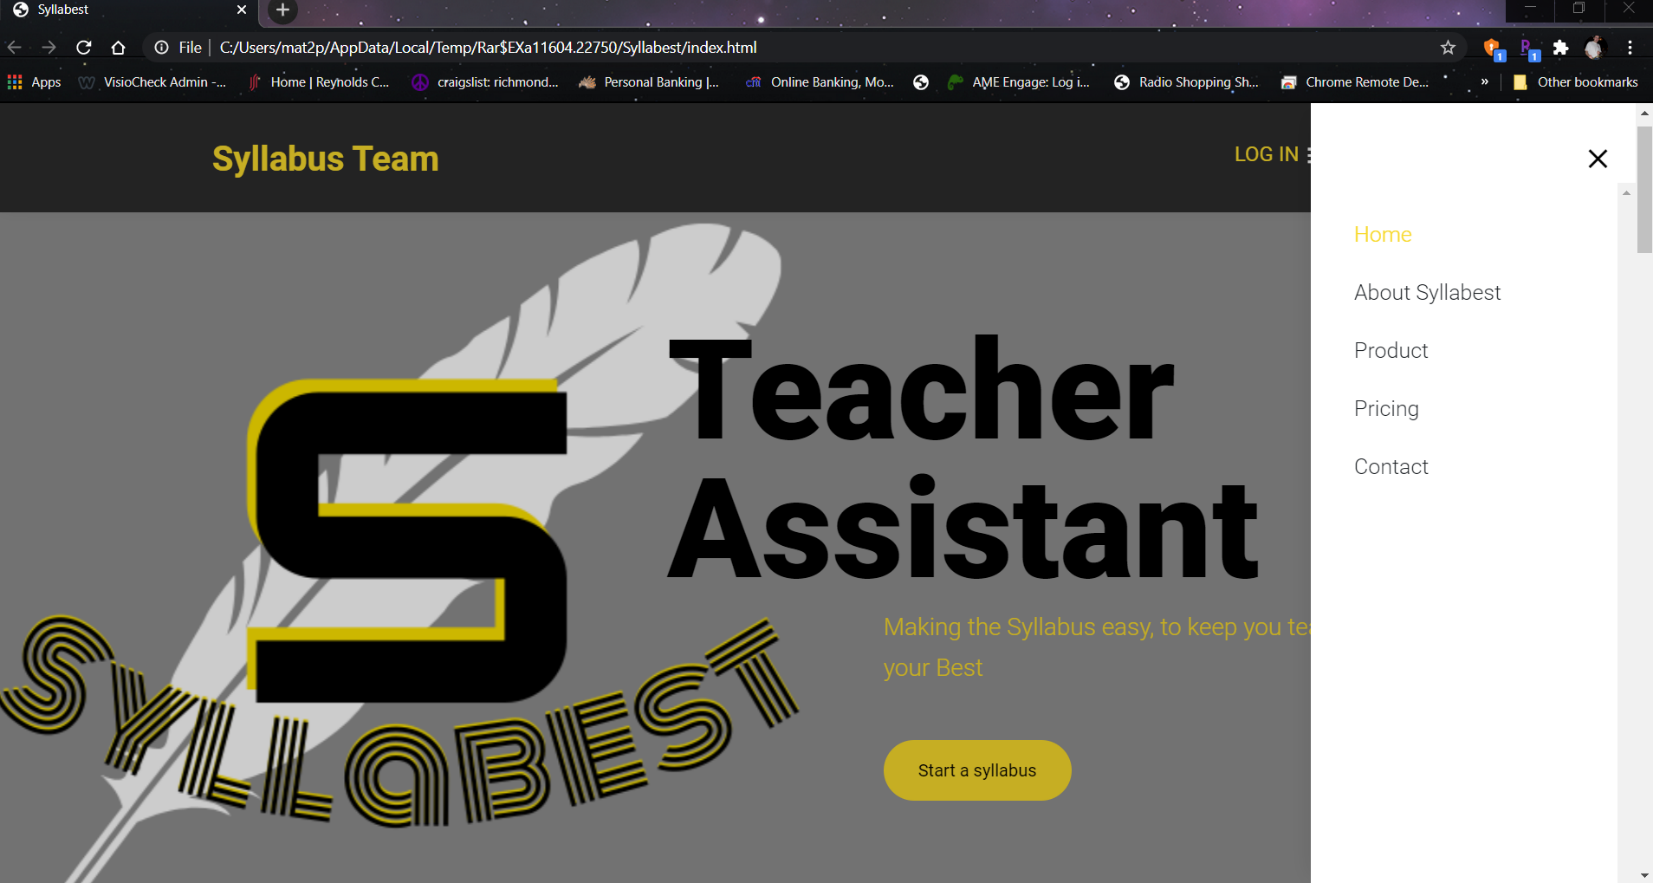 Syllabest
File
C:/Users/mat2p/AppData/Local/Temp/Rar$EXa11604.22750/Syllabest/index.html
1
1
Apps
VisioCheck Admin -...
Home | Reynolds C...
craigslist: richmond...
Personal Banking |...
Online Banking, Mo...
AME Engage: Log i...
Radio Shopping Sh...
Chrome Remote De...
»
Other bookmarks
Syllabus Team
LOG IN
Home
About Syllabest
Product
Pricing
Contact
S
SYLLaBEST
Teacher
Assistant
Making the Syllabus easy, to keep you
your Best
Start a syllabus